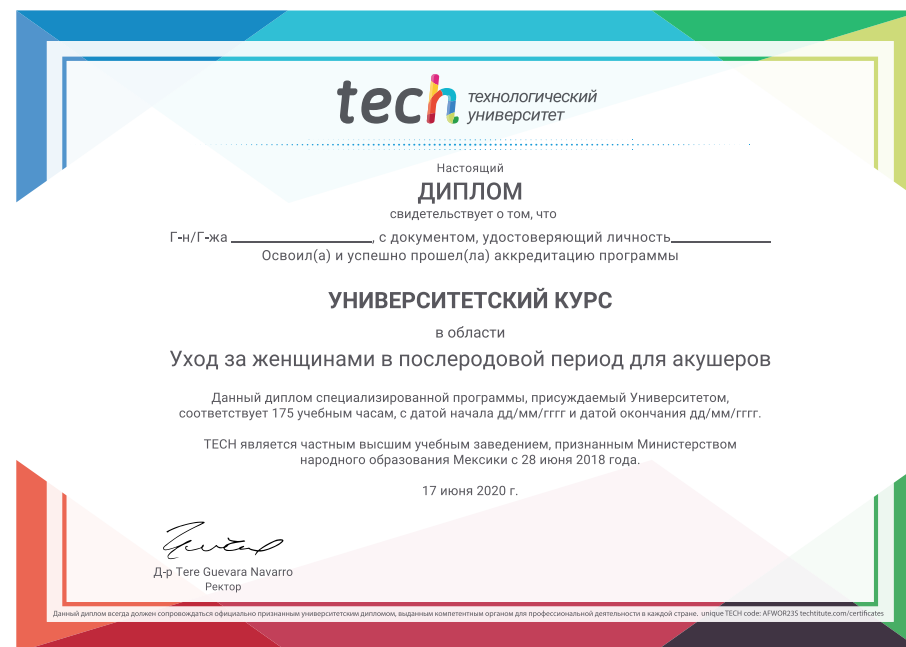 tech технологический
университет
Настоящий
ДИПЛОМ
свидетельствует о том, что
Г-н/Г-жа ____________________, с документом, удостоверяющий личность______________
Освоил(а) и успешно прошел(ла) аккредитацию программы
УНИВЕРСИТЕТСКИЙ КУРС
в области
Уход за женщинами в послеродовой период для акушеров
Данный диплом специализированной программы, присуждаемый Университетом,
соответствует 175 учебным часам, с датой начала дд/мм/гггг и датой окончания дд/мм/гггг.
TECH является частным высшим учебным заведением, признанным Министерством
народного образования Мексики с 28 июня 2018 года.
17 июня 2020 г.
Д-р Tere Guevara Navarro
Ректор
Данный диплом всегда должен сопровождаться официально признанным университетским дипломом, выданным компетентным органом для профессиональной деятельности в каждой стране. unique TECH code: AFWOR23S techtitute.com/certificates